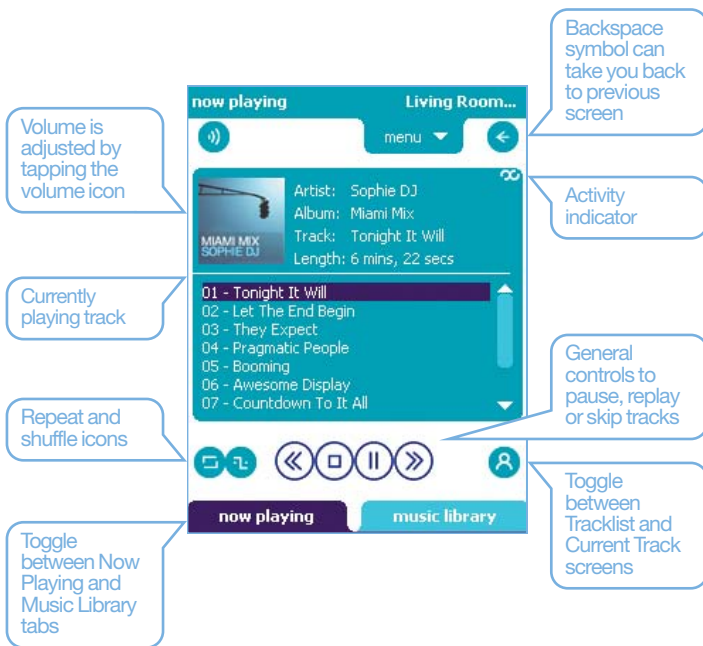 Backspace
symbol can
take you back
to previous
screen
now playing
Living Room...
Volume is
adjusted by
tapping the
volume icon
menu
MIAMI MIX
SOPHIE DJ
Artist: Sophie DJ
Album: Miami Mix
Track: Tonight It Will
Length: 6 mins, 22 secs
Activity
indicator
Currently
playing track
01 - Tonight It Will
02 - Let The End Begin
03 - They Expect
04 - Pragmatic People
05 - Booming
06 - Awesome Display
07 - Countdown To It All
General
controls to
pause, replay
or skip tracks
Repeat and
shuffle icons
Toggle
between
Tracklist and
Current Track
screens
now playing
music library
Toggle
between Now
Playing and
Music Library
tabs